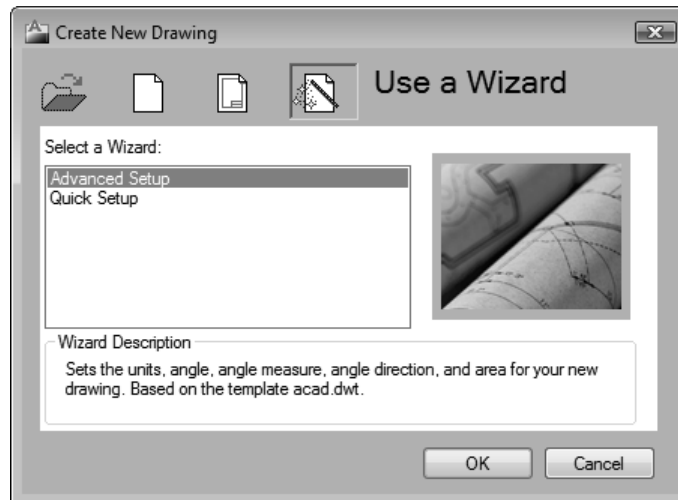 Create New Drawing
Use a Wizard
Select a Wizard:
Advanced Setup
Quick Setup
Wizard Description
Sets the units, angle, angle measure, angle direction, and area for your new
drawing. Based on the template acad.dwt.
OK
Cancel